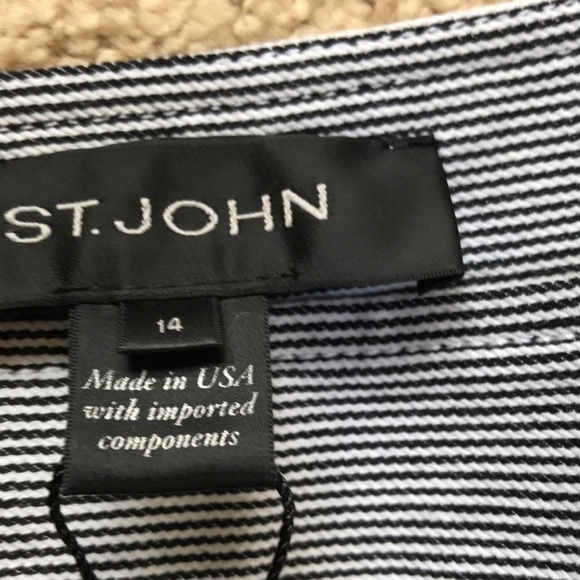 ST. JOHN
14
Made in USA
with imported
components